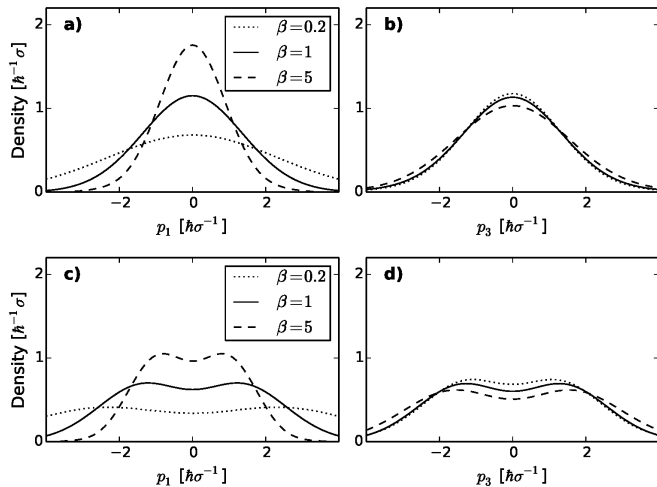 a)
β=0.2
β=1
β=5
Density [ħ⁻¹σ]
2
1
0
−2 0 2
p₁ [ħσ⁻¹]
b)
2
1
0
−2 0 2
p₃ [ħσ⁻¹]
c)
β=0.2
β=1
β=5
Density [ħ⁻¹σ]
2
1
0
−2 0 2
p₁ [ħσ⁻¹]
d)
2
1
0
−2 0 2
p₃ [ħσ⁻¹]